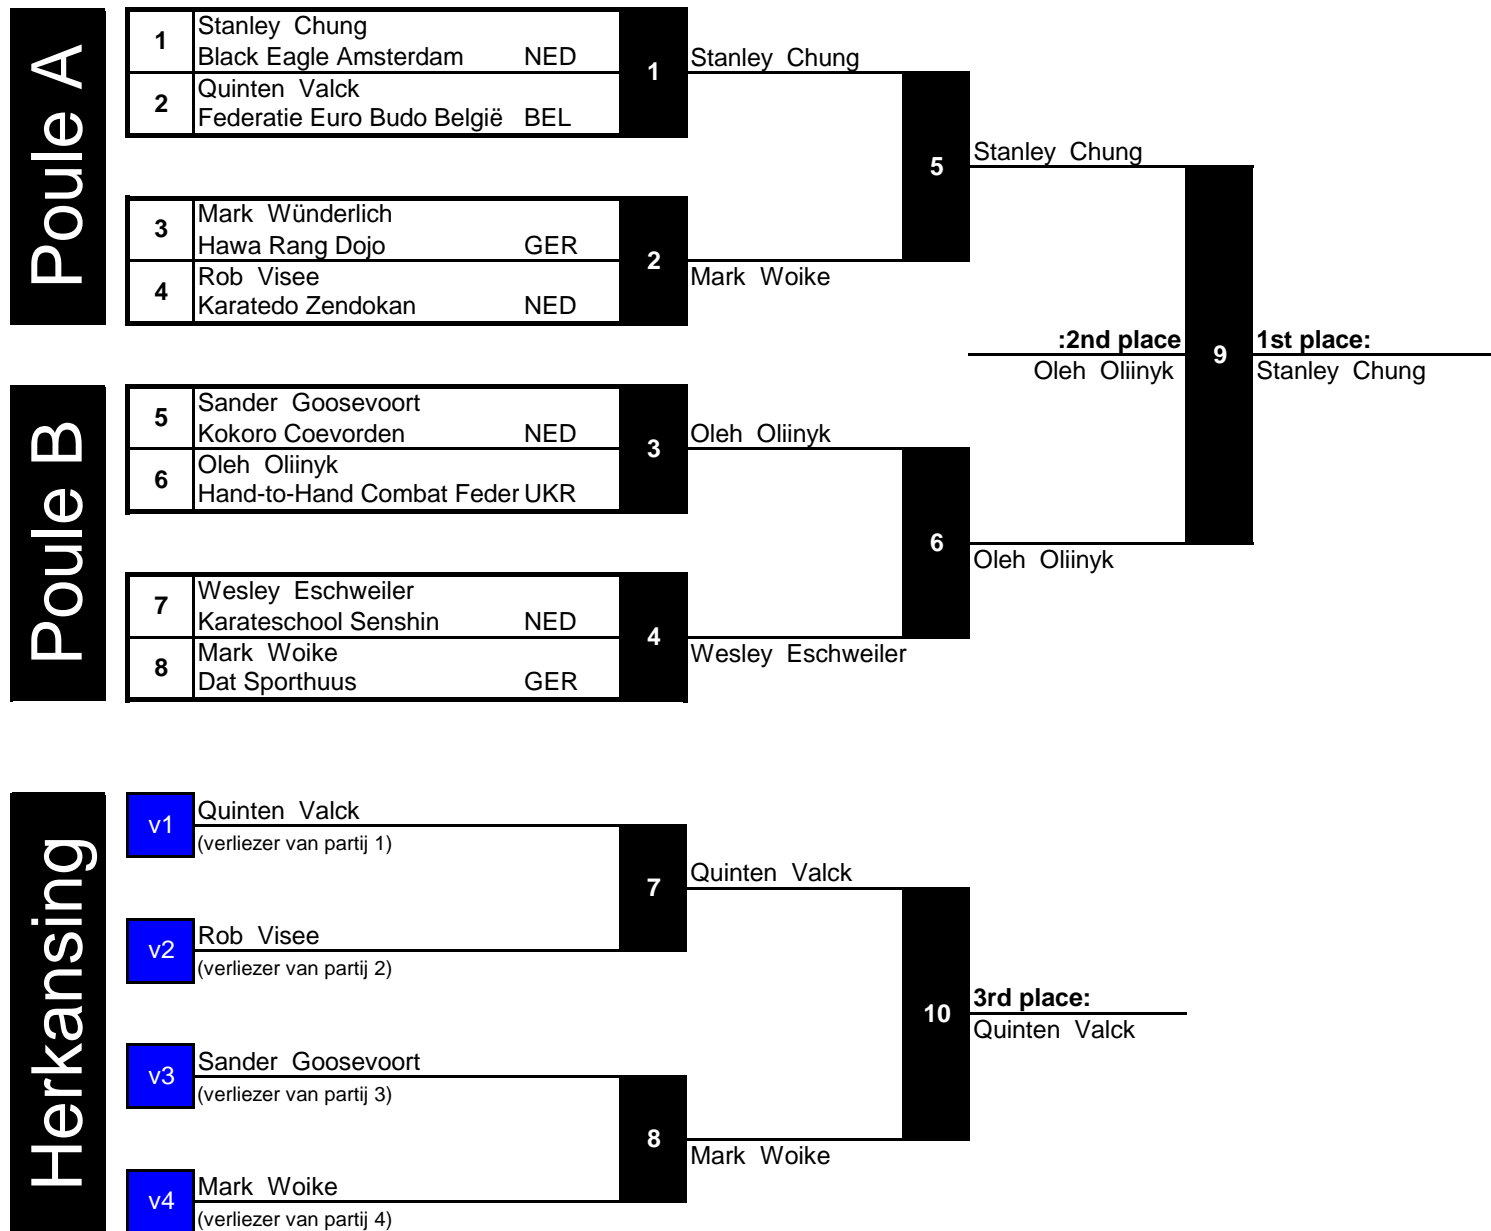 Poule A
1
Stanley Chung
Black Eagle Amsterdam NED
2
Quinten Valck
Federatie Euro Budo België BEL
1
Stanley Chung
3
Mark Wünderlich
Hawa Rang Dojo GER
4
Rob Visee
Karatedo Zendokan NED
2
Mark Woike
5
Stanley Chung
Poule B
5
Sander Goosevoort
Kokoro Coevorden NED
6
Oleh Oliinyk
Hand-to-Hand Combat Feder UKR
3
Oleh Oliinyk
7
Wesley Eschweiler
Karateschool Senshin NED
8
Mark Woike
Dat Sporthuus GER
4
Wesley Eschweiler
6
Oleh Oliinyk
:2nd place
Oleh Oliinyk
9
1st place:
Stanley Chung
Herkansing
v1
Quinten Valck
(verliezer van partij 1)
v2
Rob Visee
(verliezer van partij 2)
7
Quinten Valck
v3
Sander Goosevoort
(verliezer van partij 3)
v4
Mark Woike
(verliezer van partij 4)
8
Mark Woike
10
3rd place:
Quinten Valck